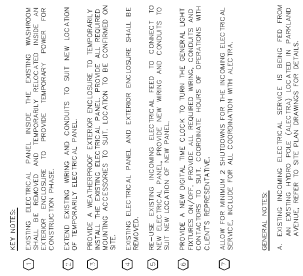 KEY NOTES:
1 EXISTING ELECTRICAL PANEL INSIDE THE EXISTING WASHROOM
SHALL BE REMOVED AND TEMPORARILY RELOCATED INSIDE AN
EXTERIOR ENCLOSURE TO PROVIDE TEMPORARY POWER FOR
CONSTRUCTION PHASE.
2 EXTEND EXISTING WIRING AND CONDUITS TO SUIT NEW LOCATION
OF TEMPORARILY PANEL.
3 PROVIDE A WEATHERPROOF EXTERIOR ENCLOSURE TO TEMPORARILY
INSTALL THE EXISTING ELECTRICAL PANEL. PROVIDE ALL REQUIRED
MOUNTING ACCESSORIES TO SUIT. LOCATION TO BE CONFIRMED ON
SITE.
4 EXISTING ELECTRICAL PANEL AND EXTERIOR ENCLOSURE SHALL BE
REMOVED.
5 RE-USE EXISTING INCOMING ELECTRICAL FEED TO CONNECT TO
NEW ELECTRICAL PANEL. PROVIDE NEW WIRING AND CONDUITS TO
SUIT NEW LOCATION OF NEW PANEL.
6 PROVIDE A NEW DIGITAL TIME CLOCK TO TURN THE GENERAL LIGHT
FIXTURES ON/OFF. PROVIDE ALL REQUIRED WIRING, CONDUITS AND
CONTACTORS TO SUIT. COORDINATE HOURS OF OPERATIONS WITH
CLIENTS REPRESENTATIVE.
7 ALLOW FOR MINIMUM 2 SHUTDOWNS FOR THE INCOMING ELECTRICAL
SERVICE. INCLUDE FOR ALL COORDINATION WITH ALECTRA.
GENERAL NOTES:
A. EXISTING INCOMING ELECTRICAL SERVICE IS BEING FED FROM
AN EXISTING HYDRO POLE (ALECTRA) LOCATED IN PARKLAND
AVENUE, REFER TO SITE PLAN DRAWINGS FOR DETAILS.